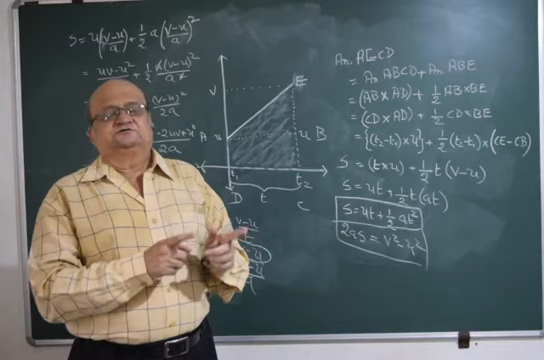 S = u(v-u/a) + 1/2 a (v-u/a)²
= uv-u²/a + 1/2 a(v-u)²/a²
(v-u)²/2a
-2uv+u²/2a
v
E
A u
u B
t₁ t₂
D t C
v-u
Ar. AECD
= Ar ABCD + Ar ABE
= (AB × AD) + 1/2 AB × BE
= (CD × AD) + 1/2 CD × BE
= {(t₂-t₁) × u} + 1/2 (t₂-t₁) × (CE-CB)
S = (t × u) + 1/2 t (v-u)
S = ut + 1/2 t (at)
S = ut + 1/2 at²
2as = v² - u²